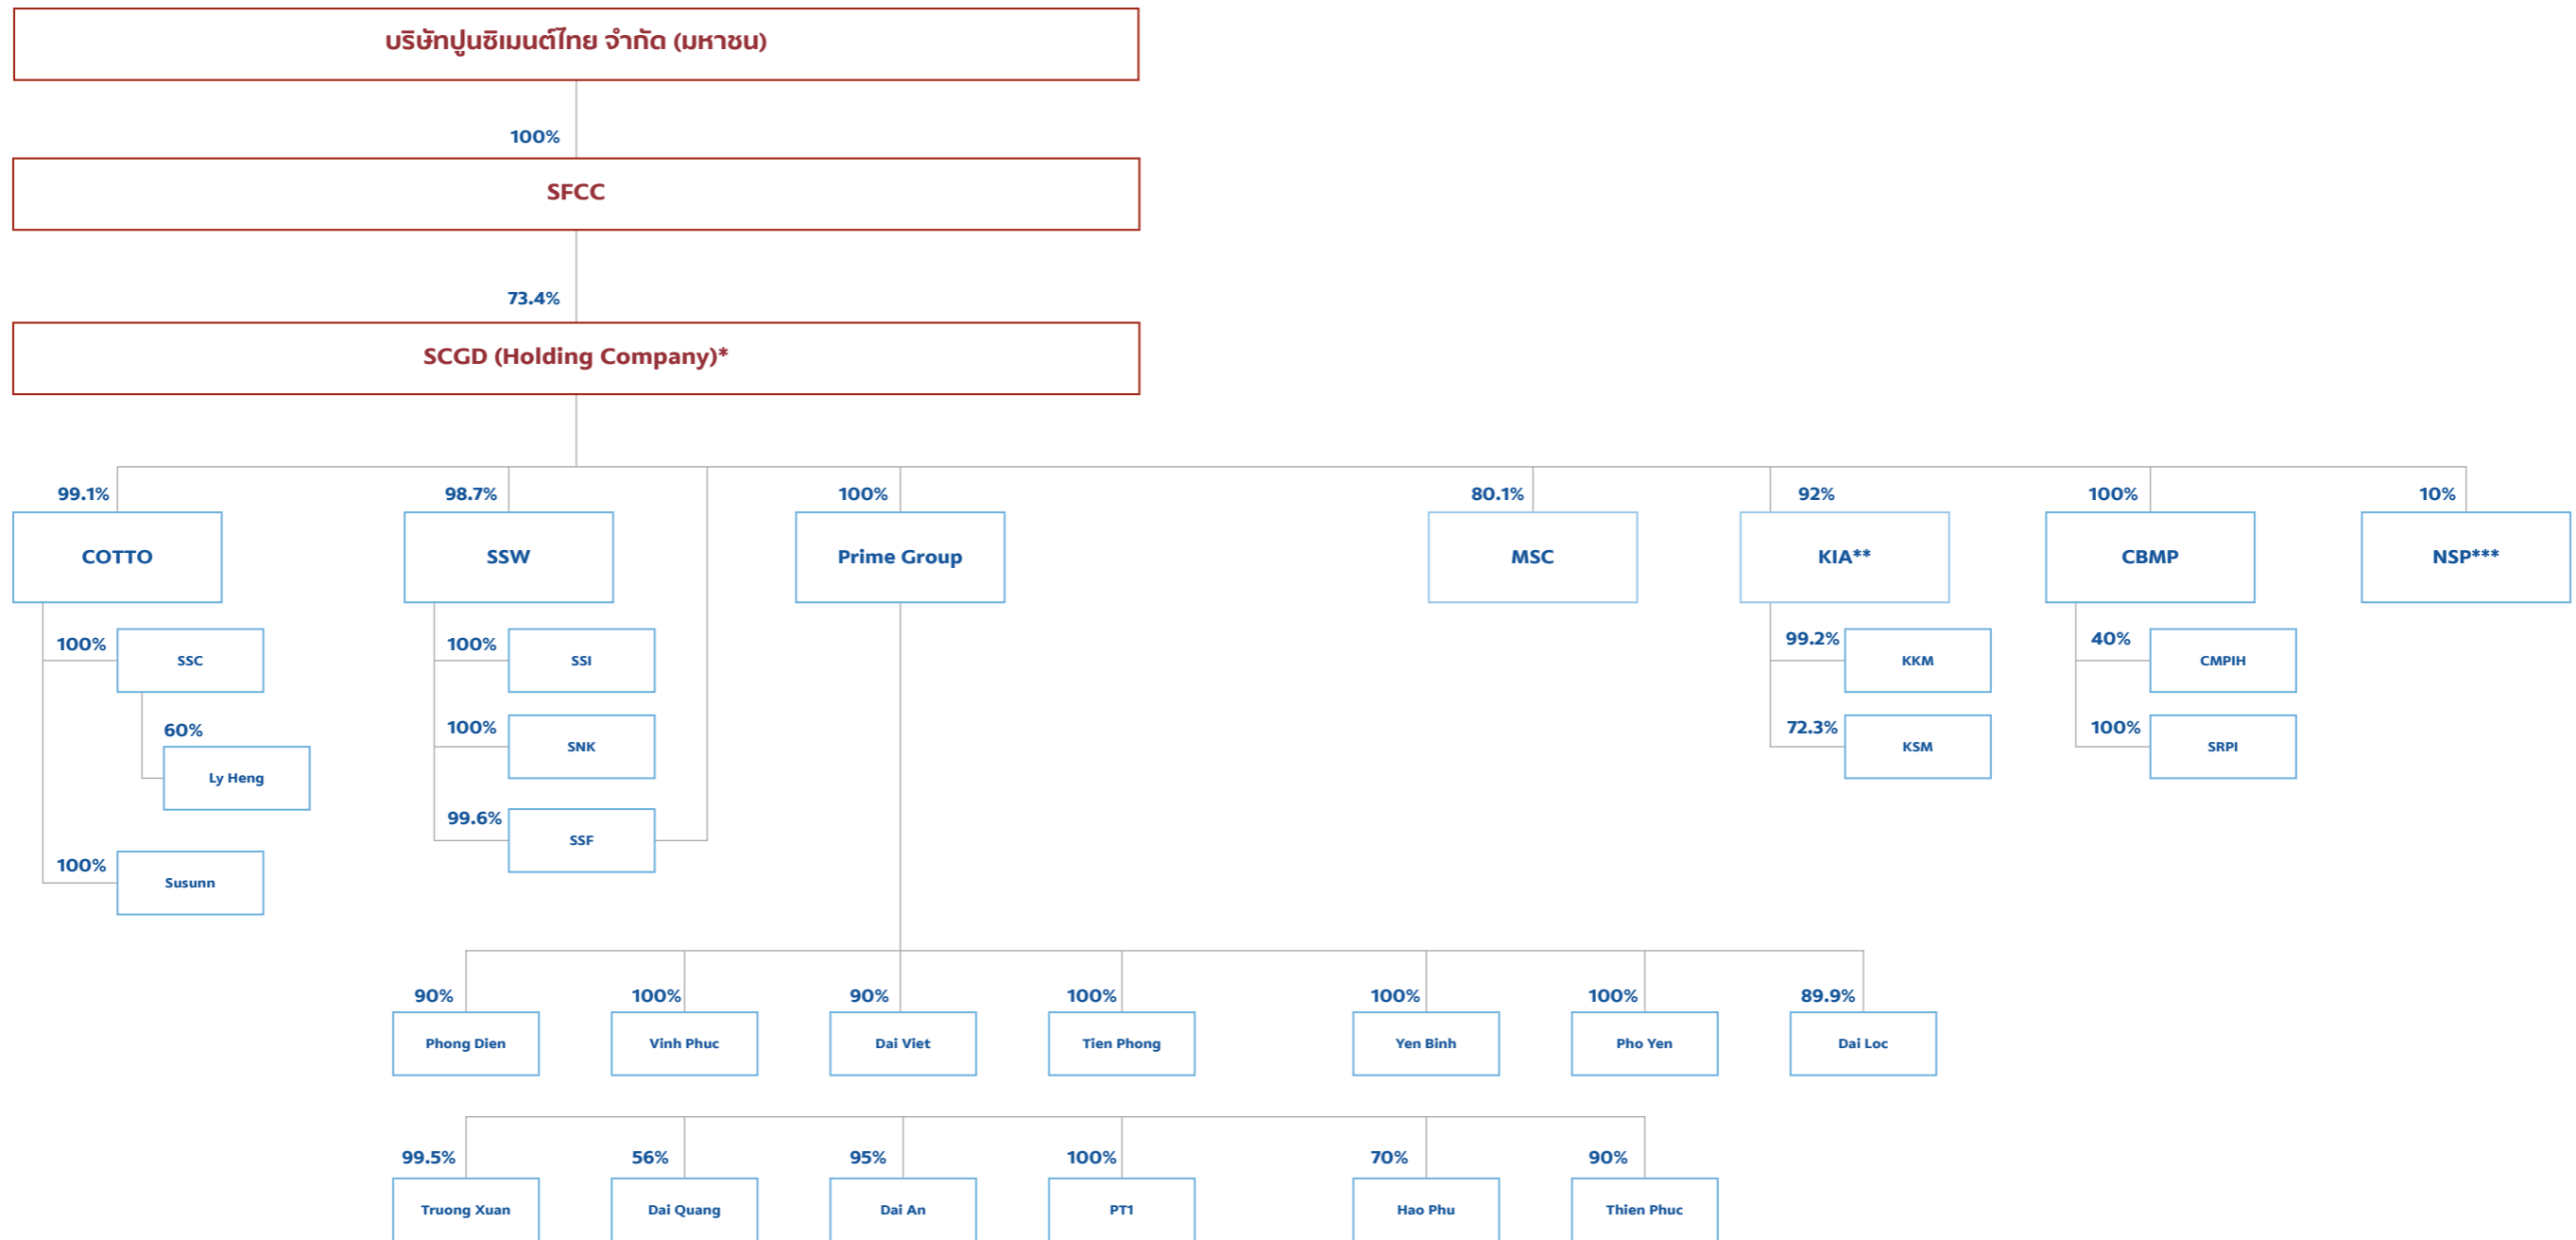 บริษัทปูนซิเมนต์ไทย จำกัด (มหาชน)
100%
SFCC
73.4%
SCGD (Holding Company)*
99.1%
98.7%
100%
80.1%
92%
100%
10%
COTTO
SSW
Prime Group
MSC
KIA**
CBMP
NSP***
100%
SSC
100%
SSI
99.2%
KKM
40%
CMPIH
60%
Ly Heng
100%
SNK
72.3%
KSM
100%
SRPI
99.6%
SSF
100%
Susunn
90%
100%
90%
100%
100%
100%
89.9%
Phong Dien
Vinh Phuc
Dai Viet
Tien Phong
Yen Binh
Pho Yen
Dai Loc
99.5%
56%
95%
100%
70%
90%
Truong Xuan
Dai Quang
Dai An
PT1
Hao Phu
Thien Phuc